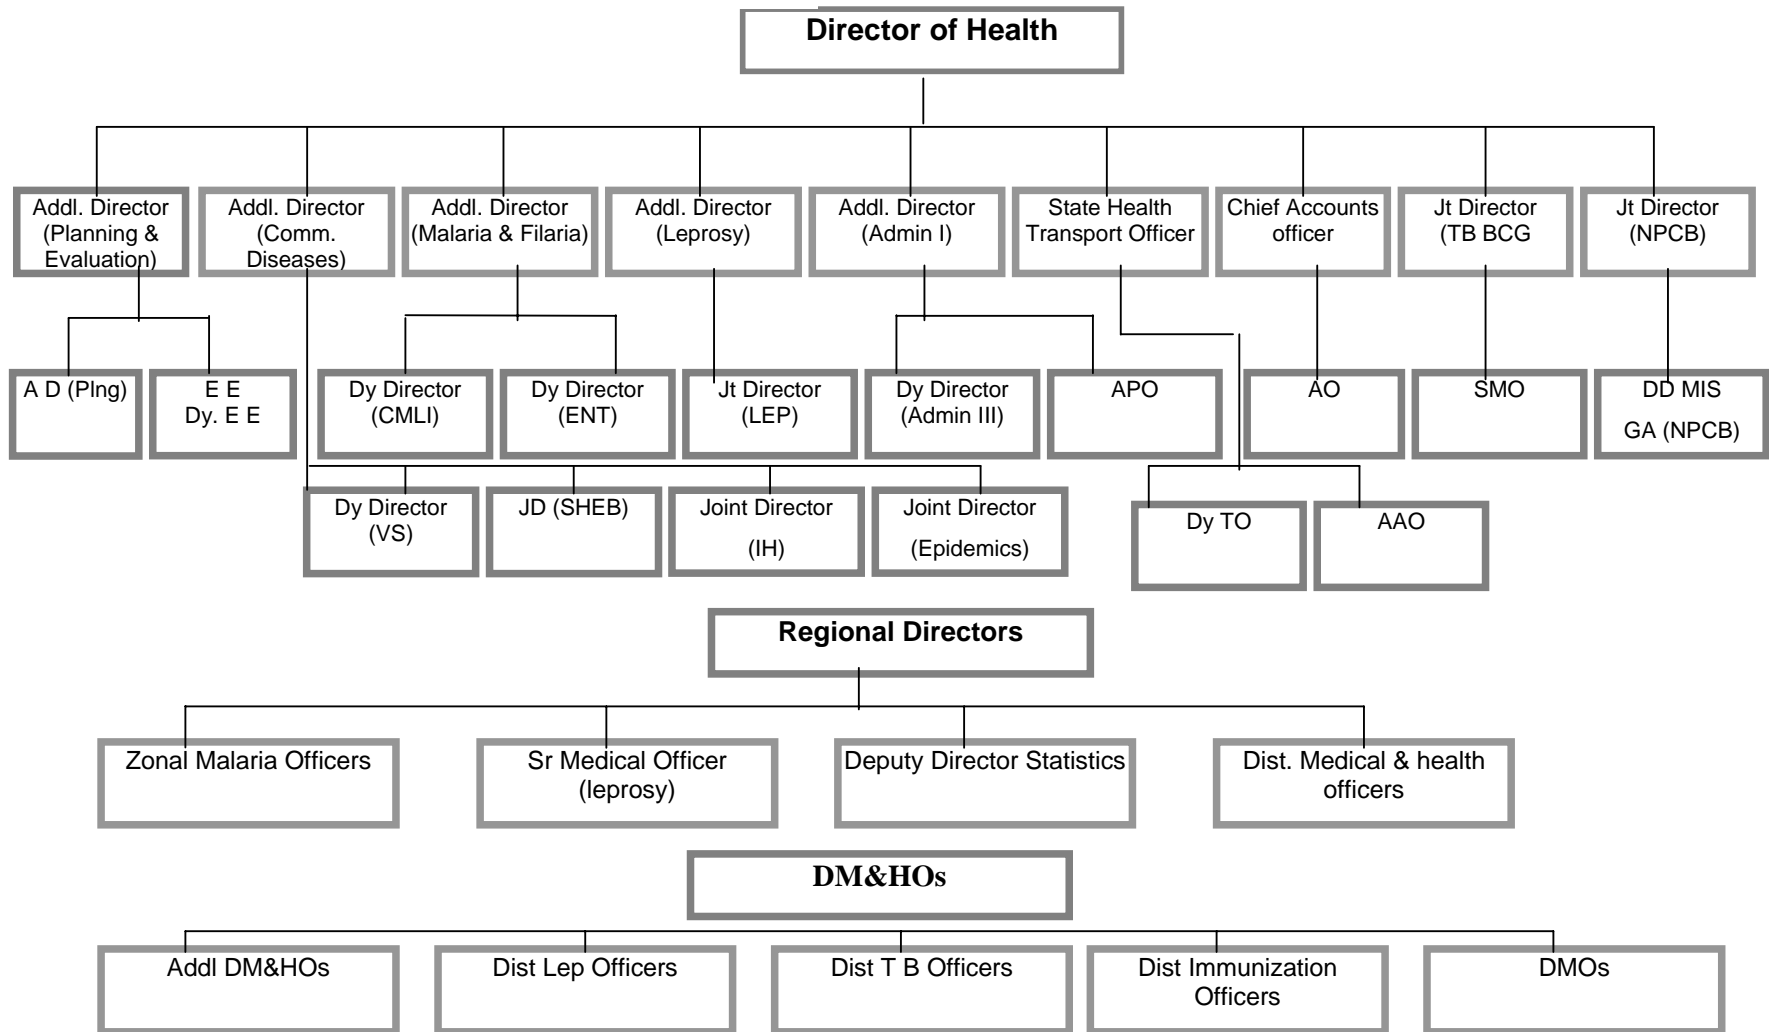 Director of Health
Addl. Director
(Planning &
Evaluation)
Addl. Director
(Comm.
Diseases)
Addl. Director
(Malaria & Filaria)
Addl. Director
(Leprosy)
Addl. Director
(Admin I)
State Health
Transport Officer
Chief Accounts
officer
Jt Director
(TB BCG
Jt Director
(NPCB)
A D (Plng)
E E
Dy. E E
Dy Director
(CMLI)
Dy Director
(ENT)
Jt Director
(LEP)
Dy Director
(Admin III)
APO
AO
SMO
DD MIS
GA (NPCB)
Dy Director
(VS)
JD (SHEB)
Joint Director
(IH)
Joint Director
(Epidemics)
Dy TO
AAO
Regional Directors
Zonal Malaria Officers
Sr Medical Officer
(leprosy)
Deputy Director Statistics
Dist. Medical & health
officers
DM&HOs
Addl DM&HOs
Dist Lep Officers
Dist T B Officers
Dist Immunization
Officers
DMOs